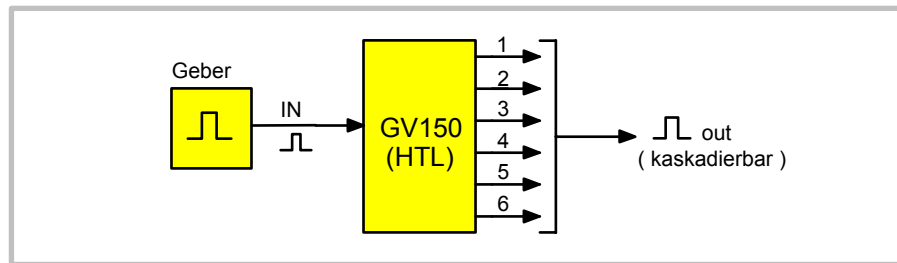 Geber
IN
GV150
(HTL)
1
2
3
4
5
6
out
( kaskadierbar )